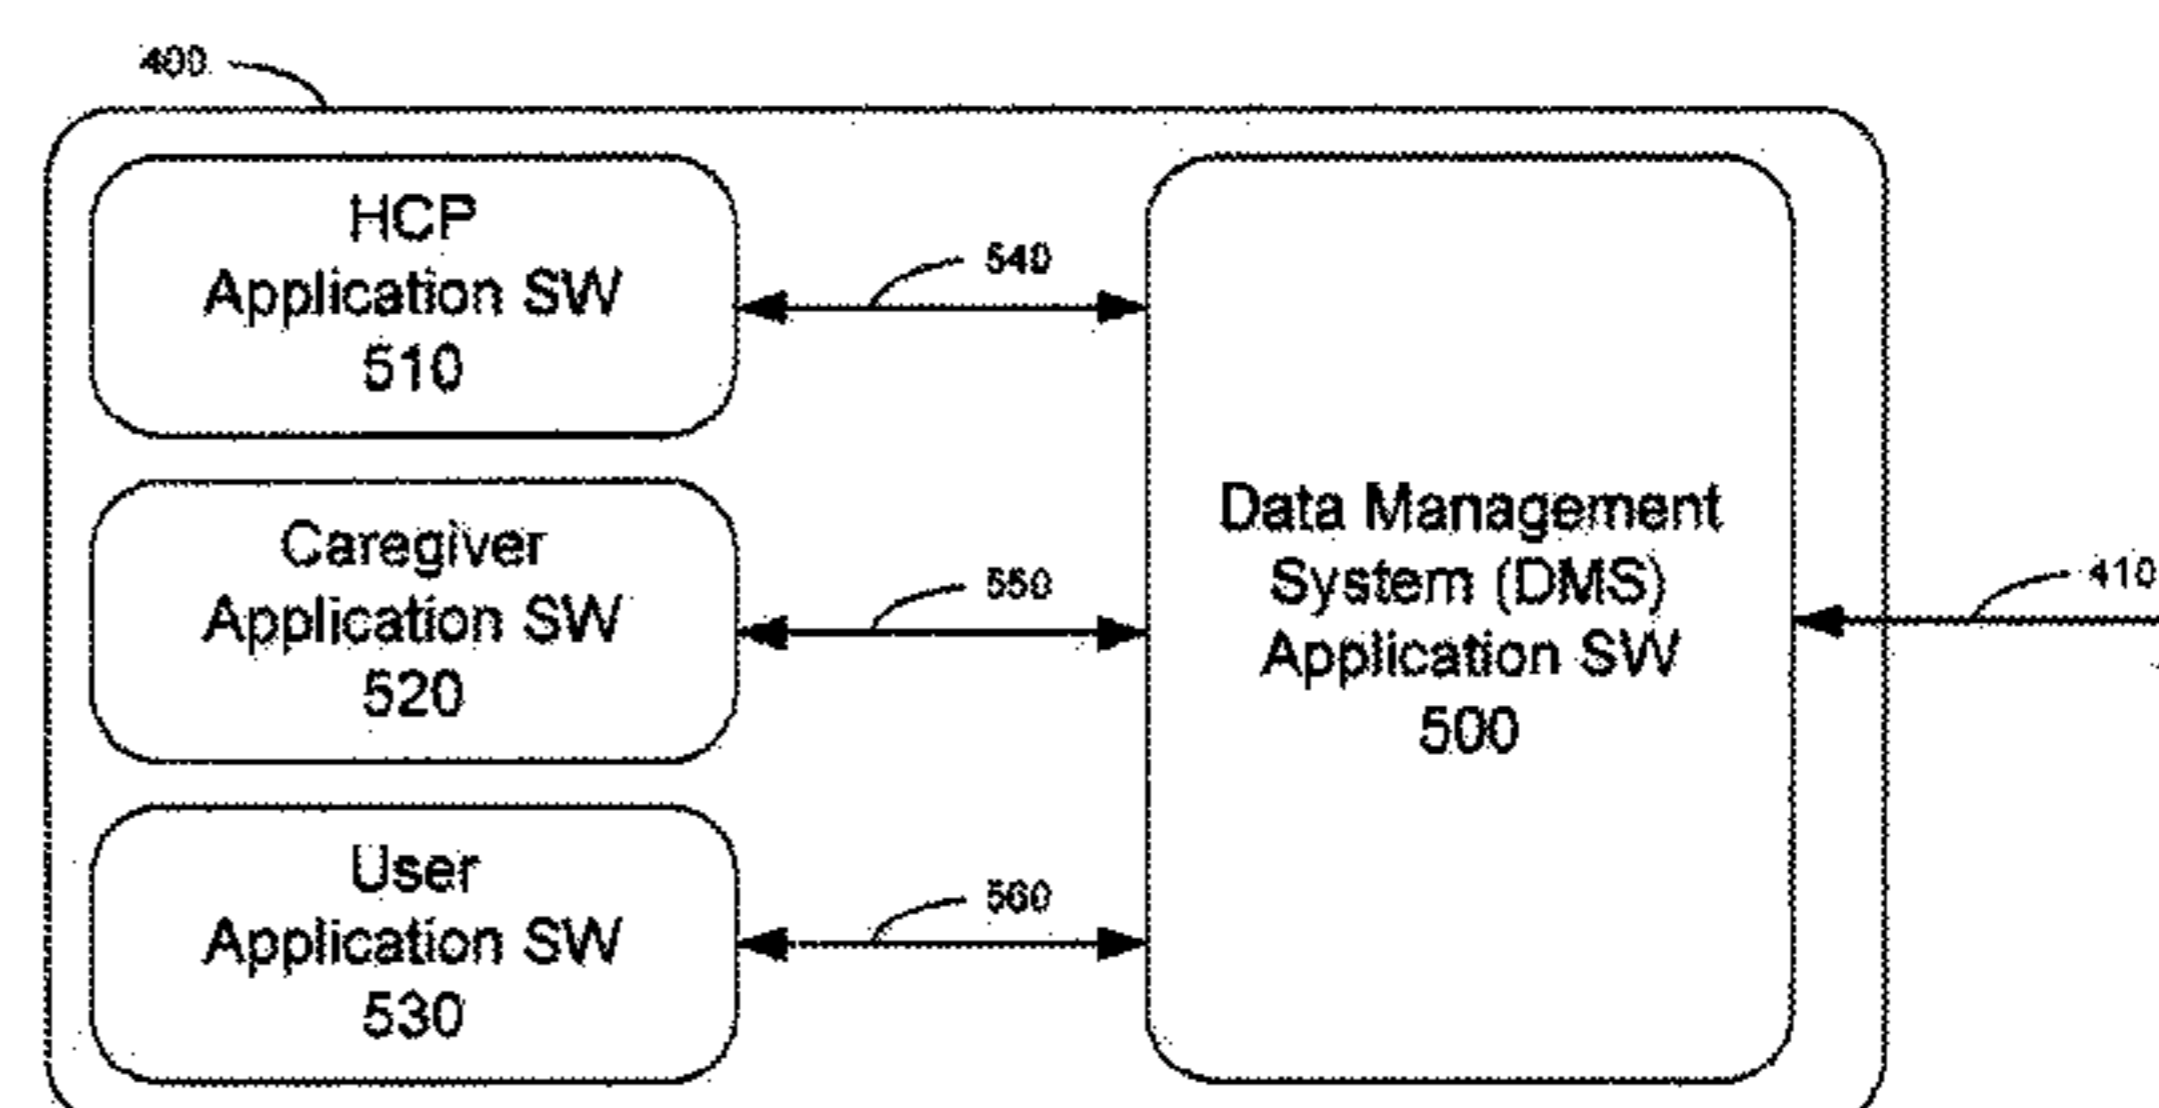 400
HCP
Application SW
510
540
Caregiver
Application SW
520
550
User
Application SW
530
560
Data Management
System (DMS)
Application SW
500
410